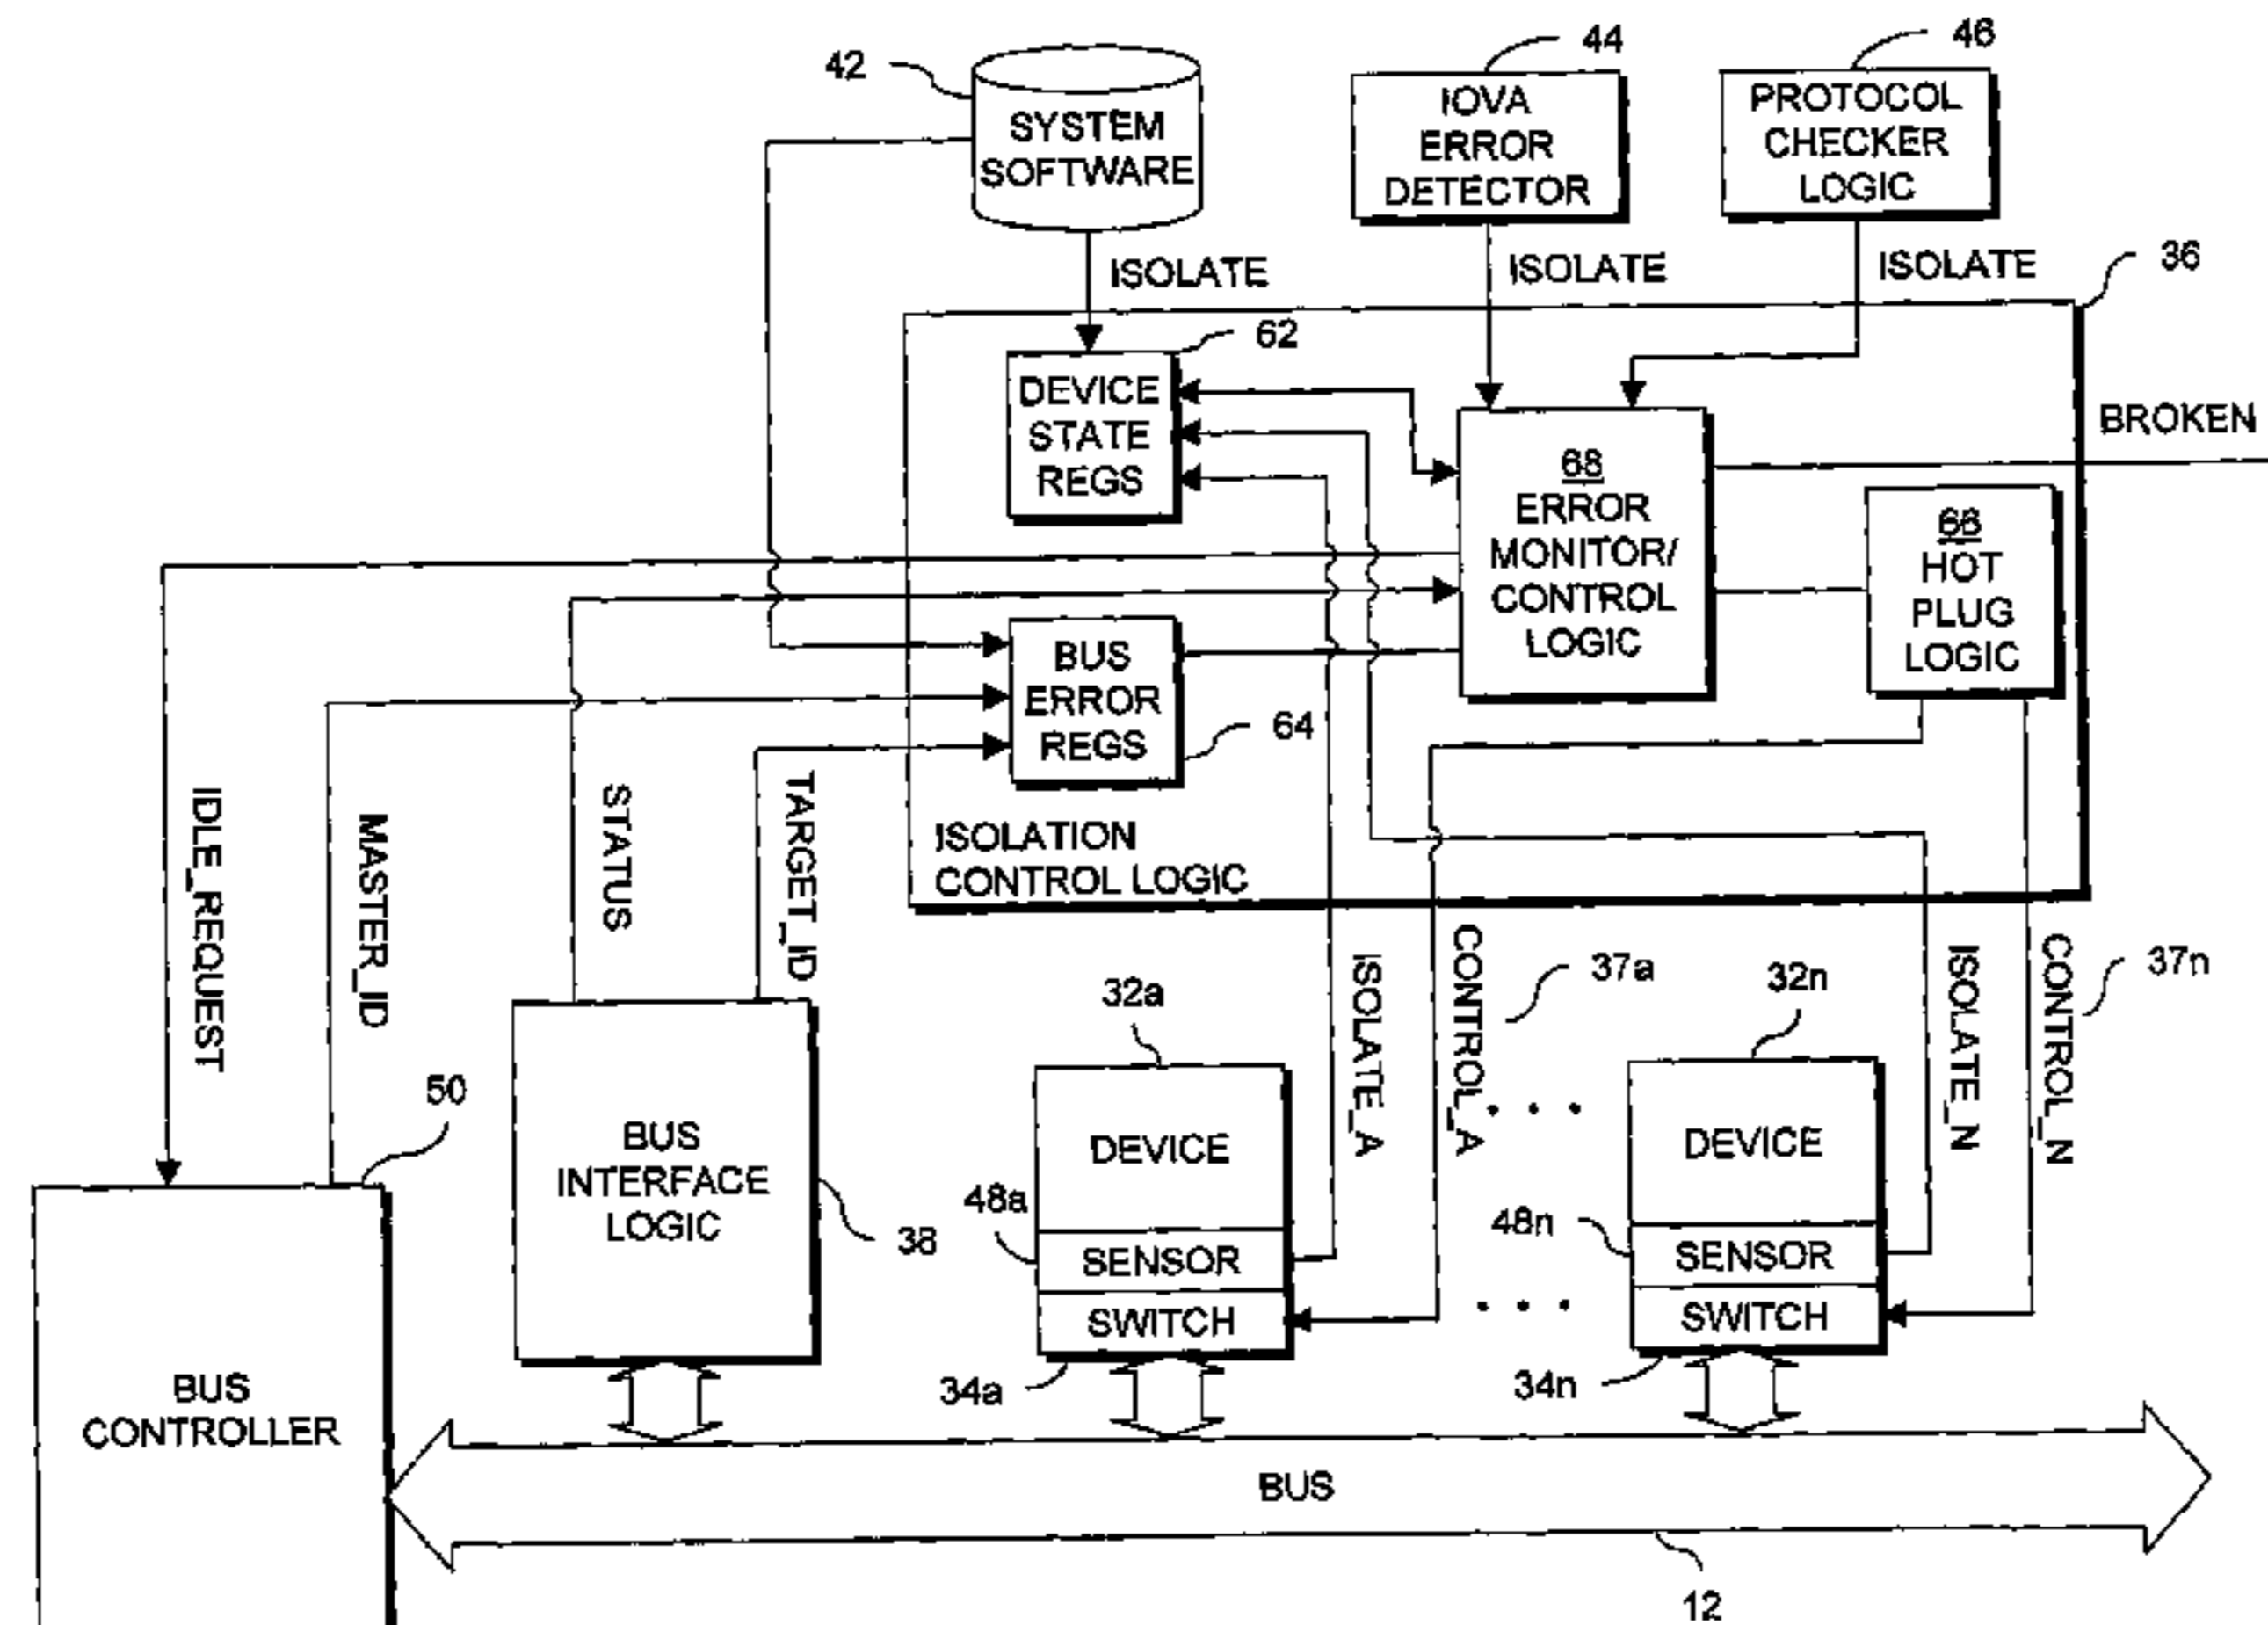 42
SYSTEM
SOFTWARE
44
IOVA
ERROR
DETECTOR
46
PROTOCOL
CHECKER
LOGIC
ISOLATE
ISOLATE
ISOLATE
36
62
DEVICE
STATE
REGS
BROKEN
68
ERROR
MONITOR/
CONTROL
LOGIC
66
HOT
PLUG
LOGIC
BUS
ERROR
REGS
64
ISOLATION
CONTROL LOGIC
IDLE_REQUEST
MASTER_ID
STATUS
TARGET_ID
ISOLATE_A
CONTROL_A
37a
ISOLATE_N
CONTROL_N
37n
50
BUS
CONTROLLER
BUS
INTERFACE
LOGIC
38
32a
DEVICE
48a
SENSOR
SWITCH
34a
. . .
. . .
32n
DEVICE
48n
SENSOR
SWITCH
34n
BUS
12